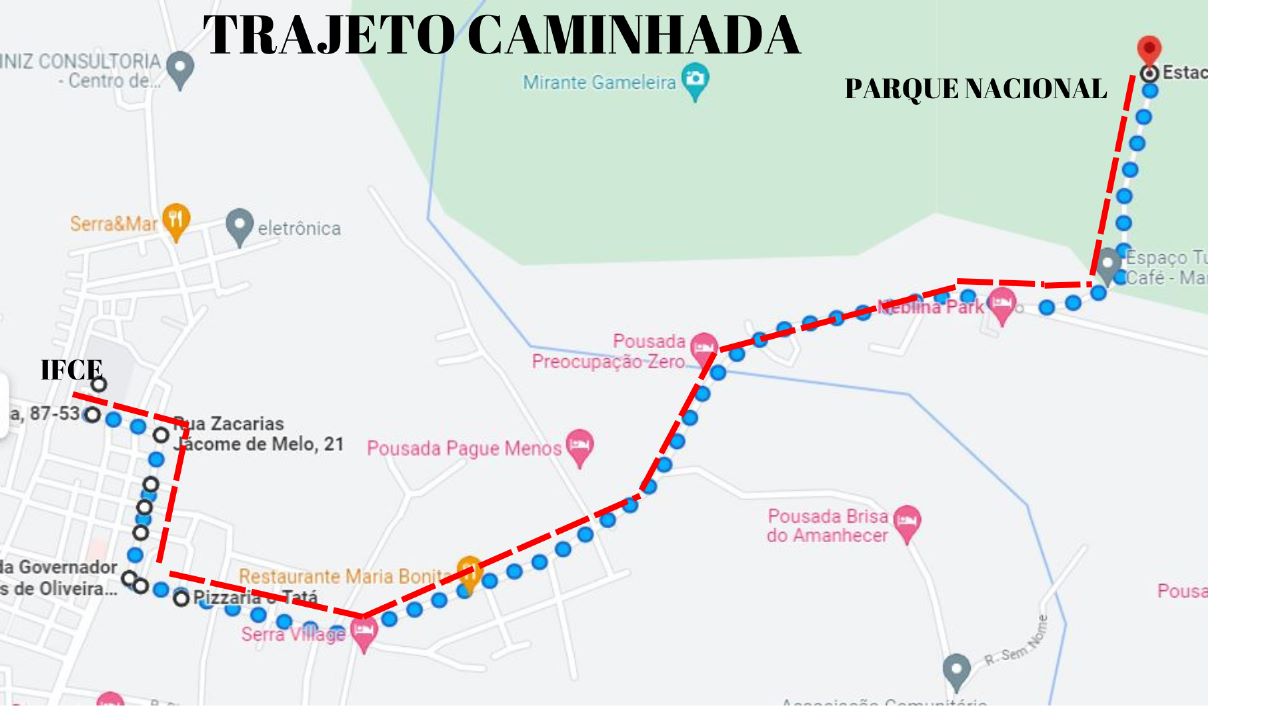 TRAJETO CAMINHADA
INIZ CONSULTORIA
- Centro de...
Mirante Gameleira
PARQUE NACIONAL
Estac
Serra&Mar
eletrônica
Espaço Tu
Café - Ma
Neblina Park
Pousada
Preocupação Zero
IFCE
a, 87-53
Rua Zacarias
Jácome de Melo, 21
Pousada Pague Menos
Pousada Brisa
do Amanhecer
da Governador
s de Oliveira...
Restaurante Maria Bonita
Pizzaria o Tatá
Serra Village
Pousa
R. Sem Nome
Associação Comunitária